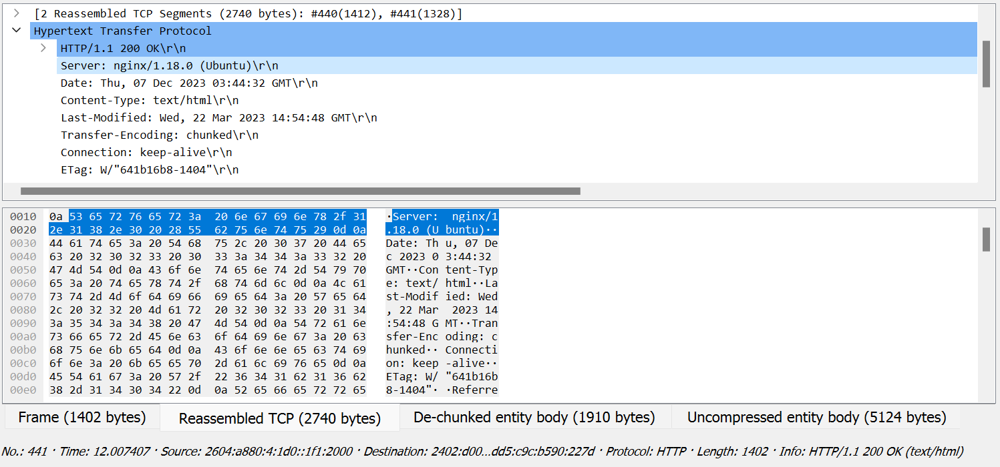 [2 Reassembled TCP Segments (2740 bytes): #440(1412), #441(1328)]
Hypertext Transfer Protocol
HTTP/1.1 200 OK\r\n
Server: nginx/1.18.0 (Ubuntu)\r\n
Date: Thu, 07 Dec 2023 03:44:32 GMT\r\n
Content-Type: text/html\r\n
Last-Modified: Wed, 22 Mar 2023 14:54:48 GMT\r\n
Transfer-Encoding: chunked\r\n
Connection: keep-alive\r\n
ETag: W/"641b16b8-1404"\r\n
0010 0a 53 65 72 76 65 72 3a 20 6e 67 69 6e 78 2f 31 ·Server: nginx/1
0020 2e 31 38 2e 30 20 28 55 62 75 6e 74 75 29 0d 0a .18.0 (U buntu)··
0030 44 61 74 65 3a 20 54 68 75 2c 20 30 37 20 44 65 Date: Th u, 07 De
0040 63 20 32 30 32 33 20 30 33 3a 34 34 3a 33 32 20 c 2023 0 3:44:32
0050 47 4d 54 0d 0a 43 6f 6e 74 65 6e 74 2d 54 79 70 GMT··Con tent-Typ
0060 65 3a 20 74 65 78 74 2f 68 74 6d 6c 0d 0a 4c 61 e: text/ html··La
0070 73 74 2d 4d 6f 64 69 66 69 65 64 3a 20 57 65 64 st-Modif ied: Wed
0080 2c 20 32 32 20 4d 61 72 20 32 30 32 33 20 31 34 , 22 Mar 2023 14
0090 3a 35 34 3a 34 38 20 47 4d 54 0d 0a 54 72 61 6e :54:48 G MT··Tran
00a0 73 66 65 72 2d 45 6e 63 6f 64 69 6e 67 3a 20 63 sfer-Enc oding: c
00b0 68 75 6e 6b 65 64 0d 0a 43 6f 6e 6e 65 63 74 69 hunked·· Connecti
00c0 6f 6e 3a 20 6b 65 65 70 2d 61 6c 69 76 65 0d 0a on: keep -alive··
00d0 45 54 61 67 3a 20 57 2f 22 36 34 31 62 31 36 62 ETag: W/ "641b16b
00e0 38 2d 31 34 30 34 22 0d 0a 52 65 66 65 72 72 65 8-1404"· ·Referre
Frame (1402 bytes) Reassembled TCP (2740 bytes) De-chunked entity body (1910 bytes) Uncompressed entity body (5124 bytes)
No.: 441 · Time: 12.007407 · Source: 2604:a880:4:1d0::1f1:2000 · Destination: 2402:d00…dd5:c9c:b590:227d · Protocol: HTTP · Length: 1402 · Info: HTTP/1.1 200 OK (text/html)